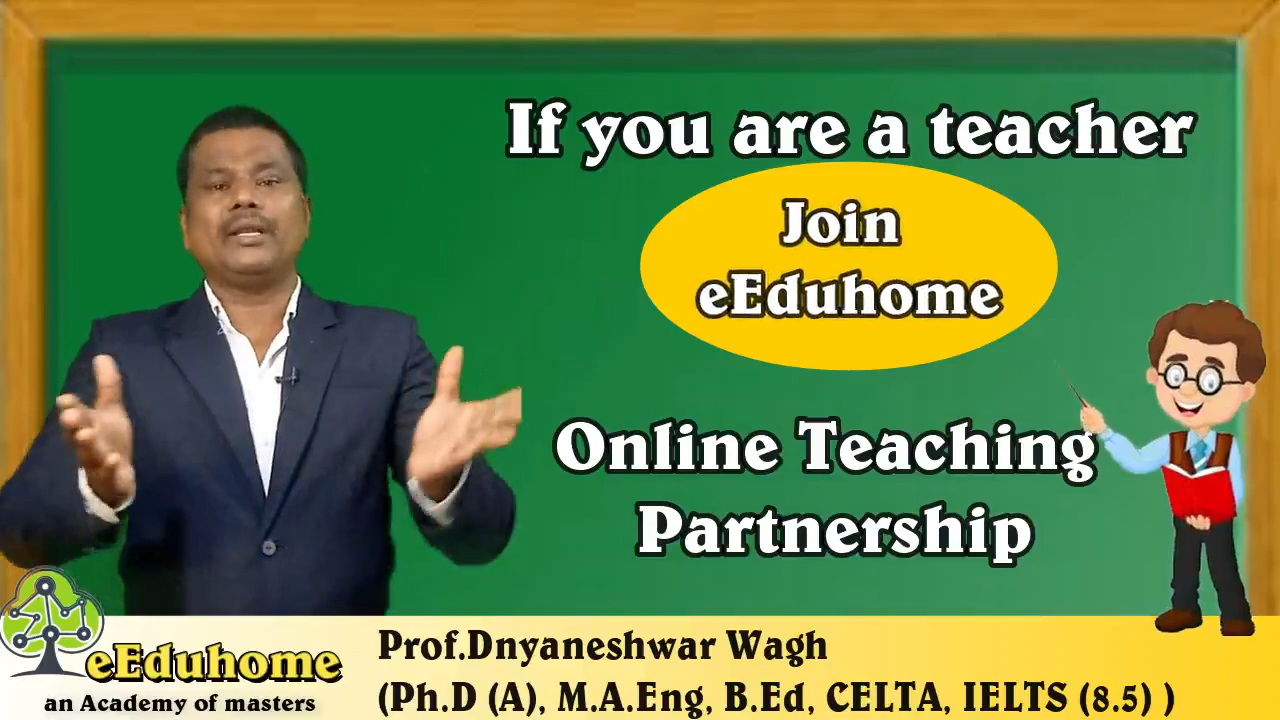 If you are a teacher
Join
eEduhome
Online Teaching
Partnership
eEduhome
an Academy of masters
Prof.Dnyaneshwar Wagh
(Ph.D (A), M.A.Eng, B.Ed, CELTA, IELTS (8.5) )